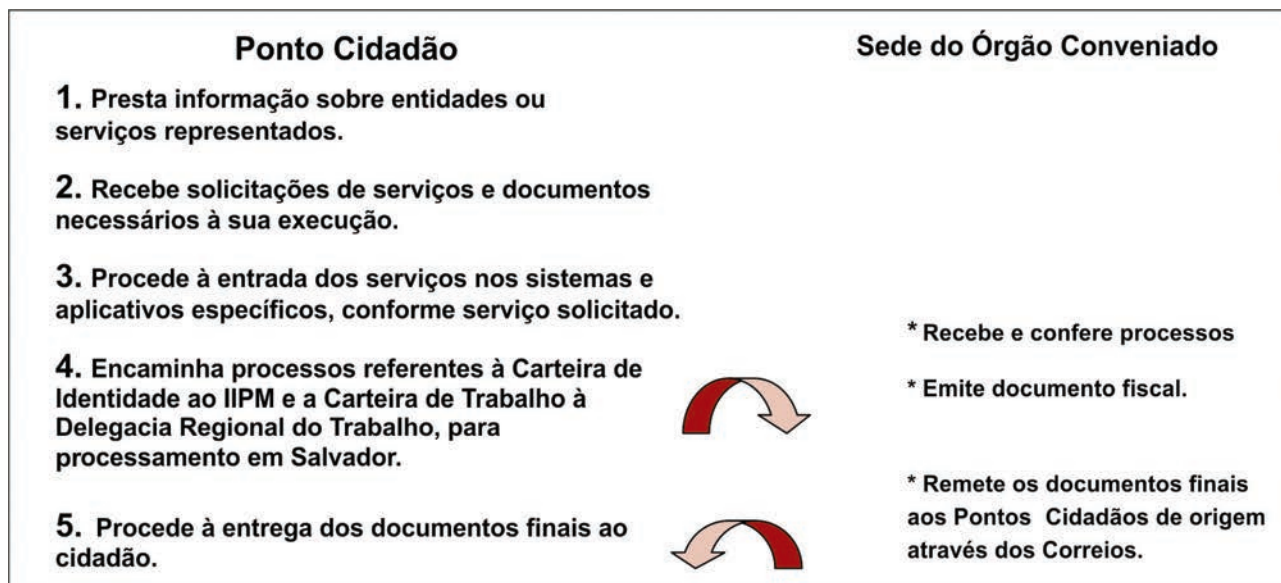 Ponto Cidadão
1. Presta informação sobre entidades ou
serviços representados.
2. Recebe solicitações de serviços e documentos
necessários à sua execução.
3. Procede à entrada dos serviços nos sistemas e
aplicativos específicos, conforme serviço solicitado.
4. Encaminha processos referentes à Carteira de
Identidade ao IIPM e a Carteira de Trabalho à
Delegacia Regional do Trabalho, para
processamento em Salvador.
5. Procede à entrega dos documentos finais ao
cidadão.
Sede do Órgão Conveniado
* Recebe e confere processos
* Emite documento fiscal.
* Remete os documentos finais
aos Pontos Cidadãos de origem
através dos Correios.